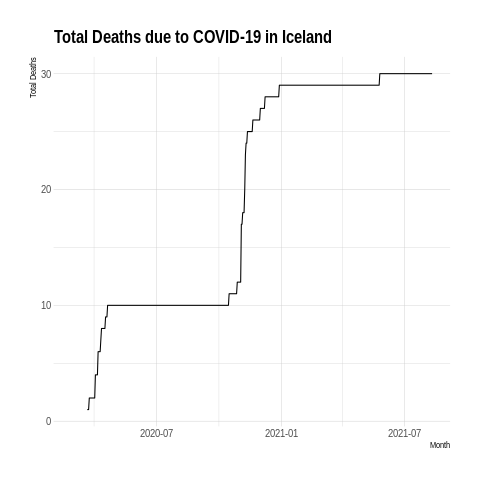 Total Deaths due to COVID-19 in Iceland
Total Deaths
30
20
10
0
2020-07 2021-01 2021-07
Month